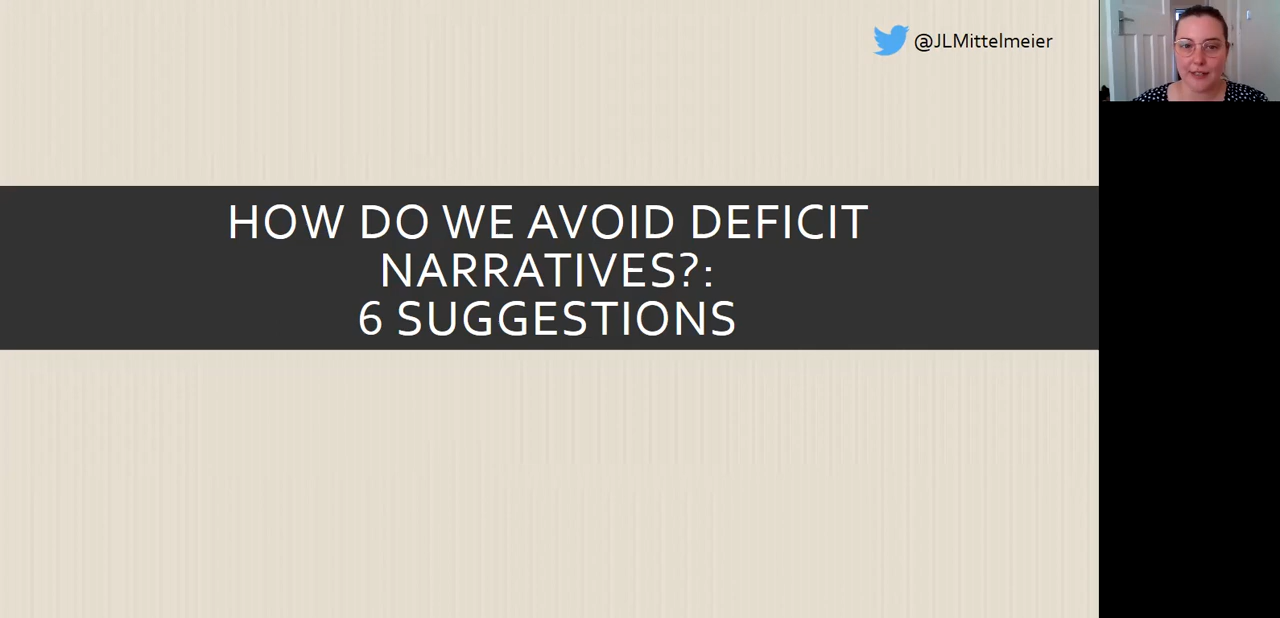 @JLMittelmeier
HOW DO WE AVOID DEFICIT
NARRATIVES?:
6 SUGGESTIONS